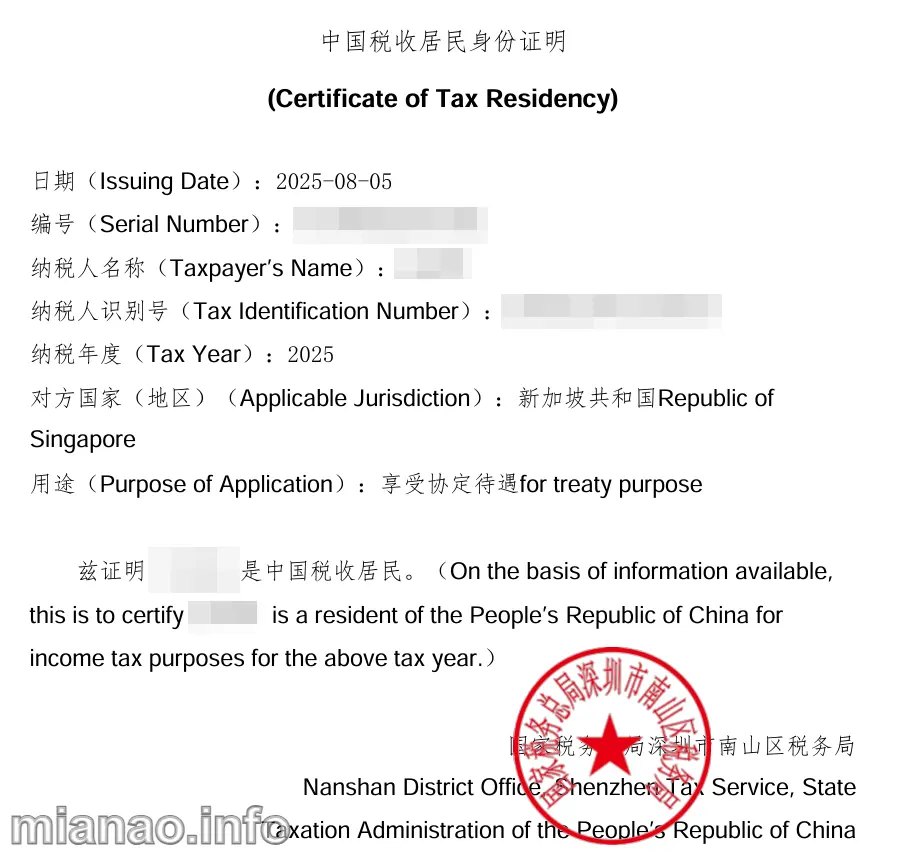 中国税收居民身份证明
(Certificate of Tax Residency)
日期（Issuing Date）：2025-08-05
编号（Serial Number）：
纳税人名称（Taxpayer's Name）：
纳税人识别号（Tax Identification Number）：
纳税年度（Tax Year）：2025
对方国家（地区）（Applicable Jurisdiction）：新加坡共和国Republic of
Singapore
用途（Purpose of Application）：享受协定待遇for treaty purpose
兹证明 是中国税收居民。（On the basis of information available,
this is to certify is a resident of the People's Republic of China for
income tax purposes for the above tax year.）
国家税务总局深圳市南山区税务局
国家税务总局深圳市南山区税务局
Nanshan District Office, Shenzhen Tax Service, State
Taxation Administration of the People's Republic of China
mianao.info